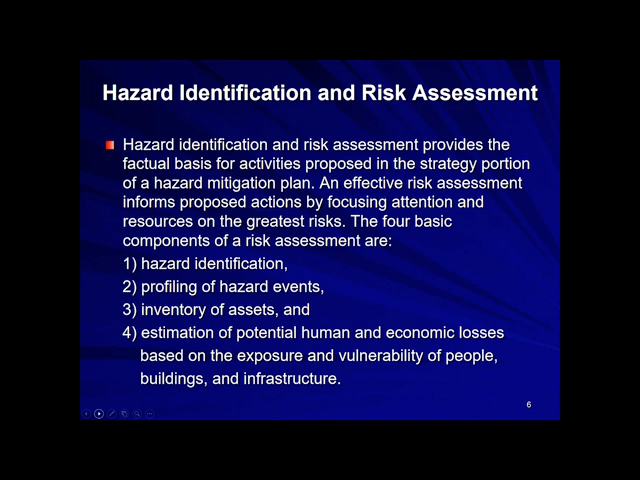 Hazard Identification and Risk Assessment
Hazard identification and risk assessment provides the
factual basis for activities proposed in the strategy portion
of a hazard mitigation plan. An effective risk assessment
informs proposed actions by focusing attention and
resources on the greatest risks. The four basic
components of a risk assessment are:
1) hazard identification,
2) profiling of hazard events,
3) inventory of assets, and
4) estimation of potential human and economic losses
based on the exposure and vulnerability of people,
buildings, and infrastructure.
6